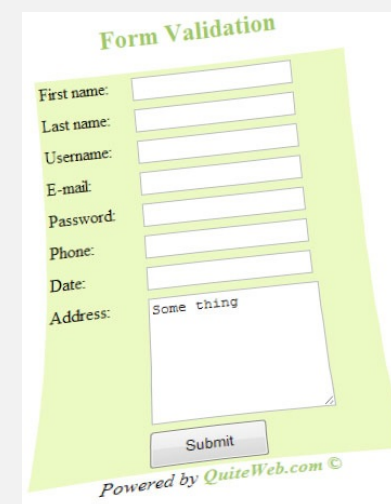 Form Validation
First name:
Last name:
Username:
E-mail:
Password:
Phone:
Date:
Address:
Some thing
Submit
Powered by QuiteWeb.com ©